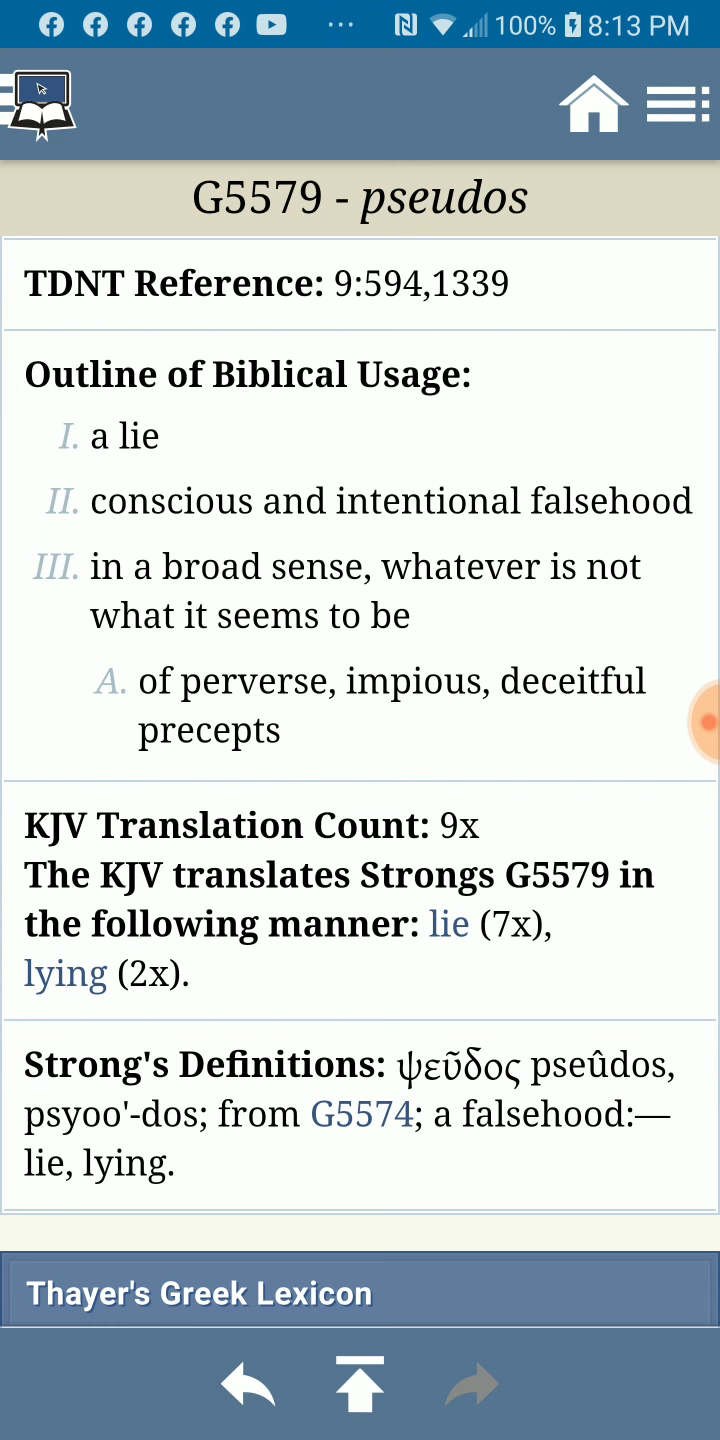 100% 8:13 PM
G5579 - pseudos
TDNT Reference: 9:594,1339
Outline of Biblical Usage:
I. a lie
II. conscious and intentional falsehood
III. in a broad sense, whatever is not
what it seems to be
A. of perverse, impious, deceitful
precepts
KJV Translation Count: 9x
The KJV translates Strongs G5579 in
the following manner: lie (7x),
lying (2x).
Strong's Definitions: ψεῦδος pseûdos,
psyoo'-dos; from G5574; a falsehood:—
lie, lying.
Thayer's Greek Lexicon